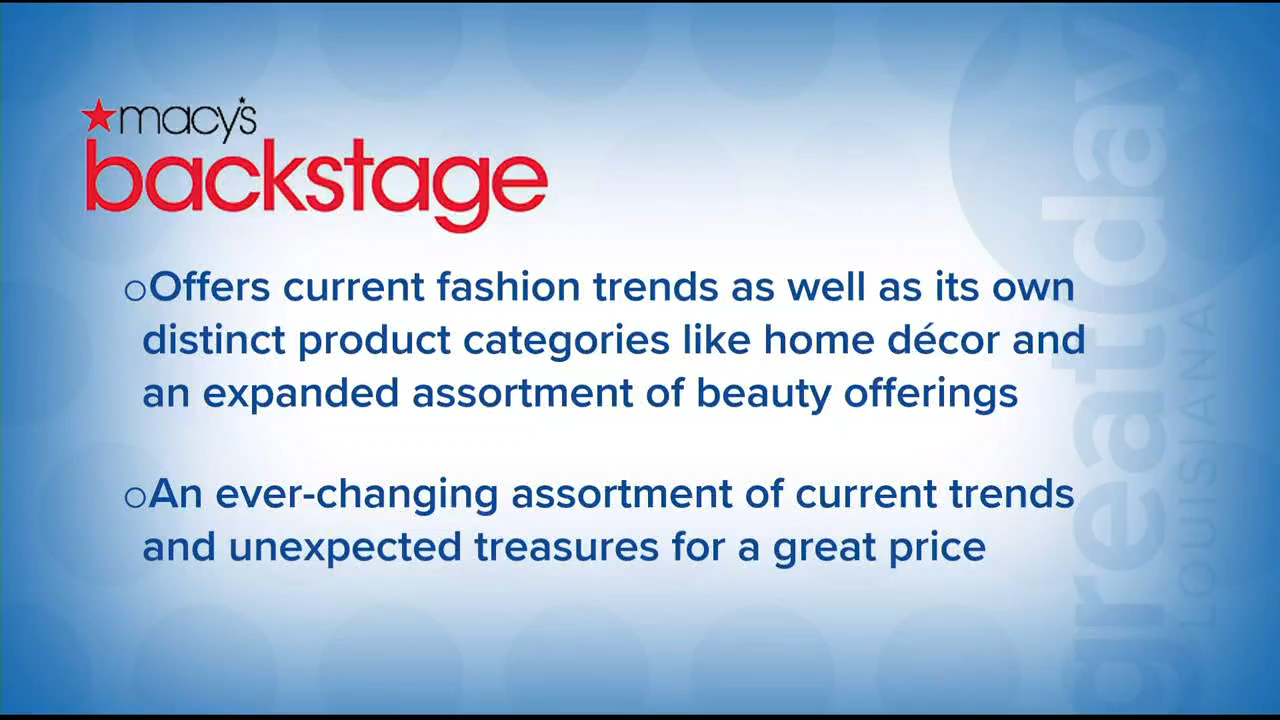 macy's
backstage
oOffers current fashion trends as well as its own
distinct product categories like home décor and
an expanded assortment of beauty offerings
oAn ever-changing assortment of current trends
and unexpected treasures for a great price
great day
LOUISIANA